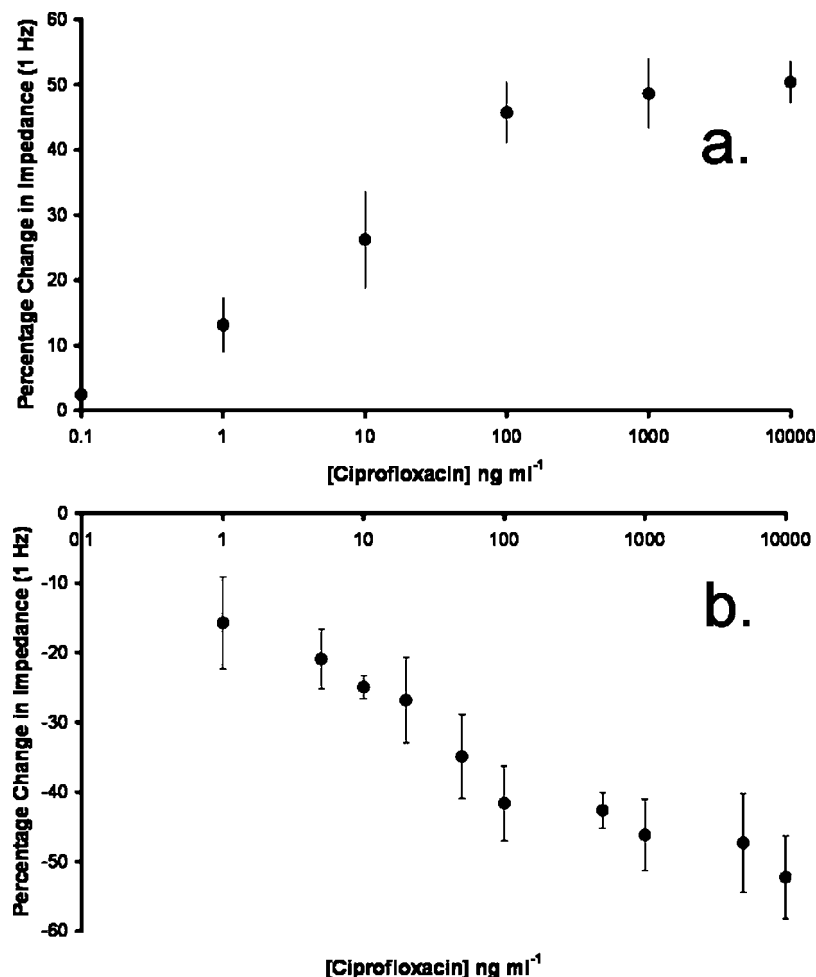 60
50
40
30
20
10
0
Percentage Change in Impedance (1 Hz)
a.
0.1 1 10 100 1000 10000
[Ciprofloxacin] ng ml⁻¹
0
0.1 1 10 100 1000 10000
-10
-20
-30
-40
-50
-60
Percentage Change in Impedance (1 Hz)
b.
[Ciprofloxacin] ng ml⁻¹